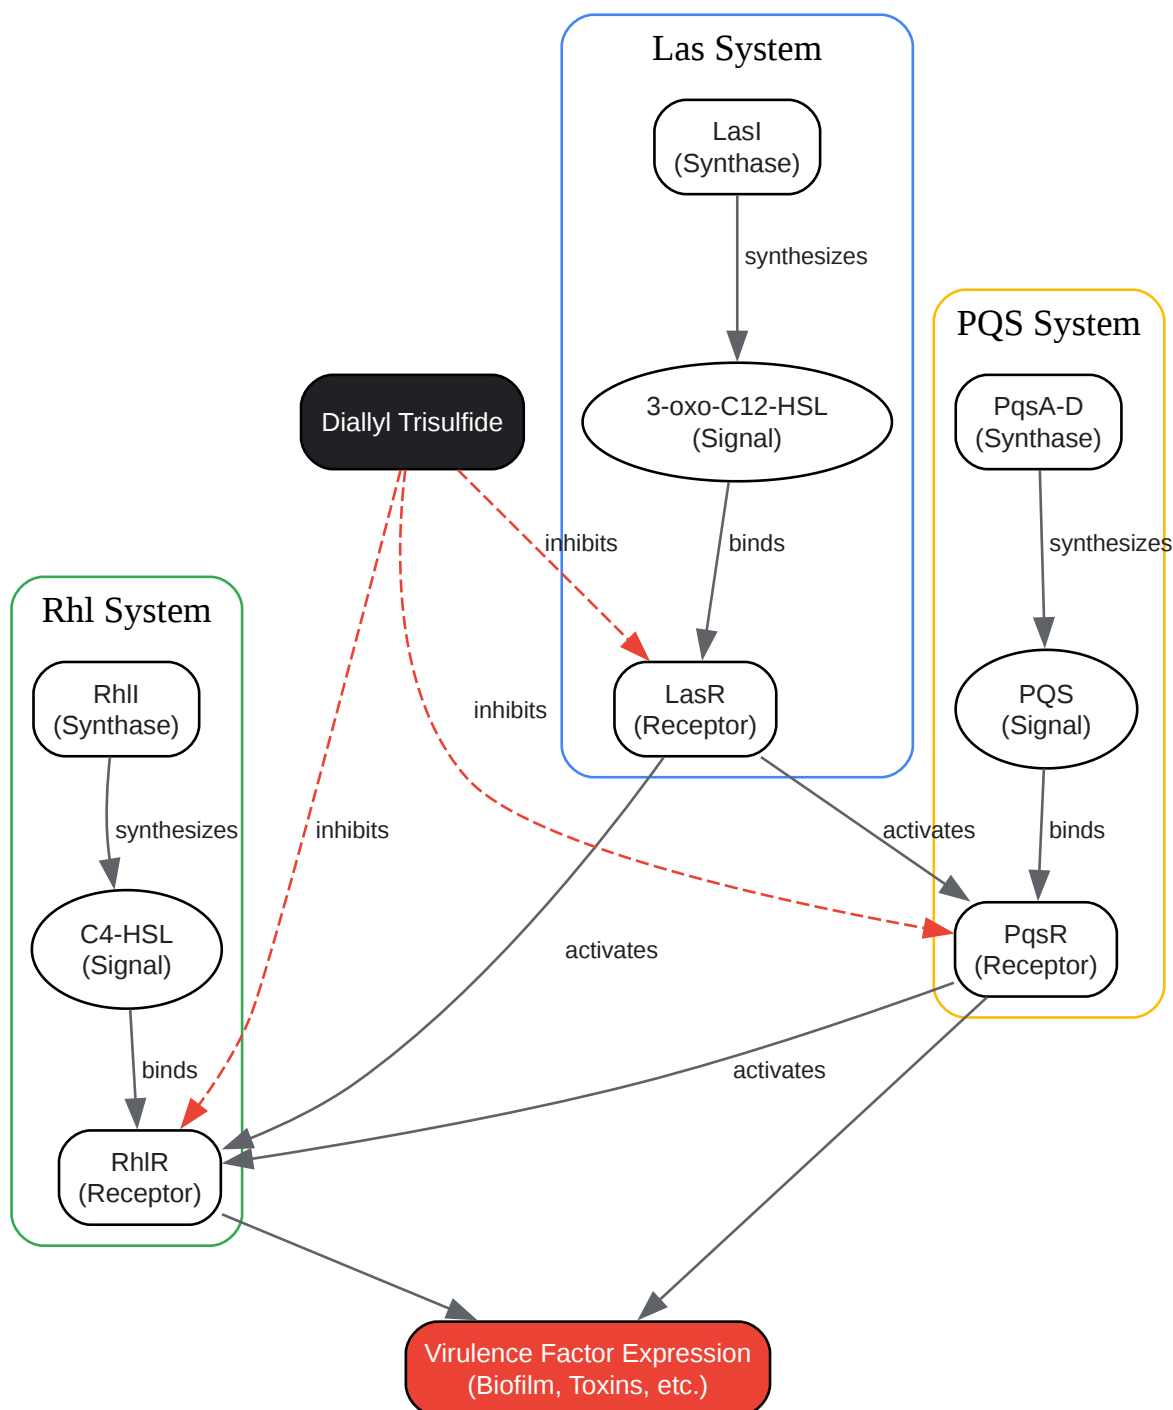 Las System
LasI
(Synthase)
synthesizes
PQS System
Diallyl Trisulfide
3-oxo-C12-HSL
(Signal)
PqsA-D
(Synthase)
inhibits
binds
synthesizes
Rhl System
RhlI
(Synthase)
inhibits
LasR
(Receptor)
PQS
(Signal)
synthesizes
inhibits
activates
binds
C4-HSL
(Signal)
activates
PqsR
(Receptor)
binds
activates
RhlR
(Receptor)
Virulence Factor Expression
(Biofilm, Toxins, etc.)